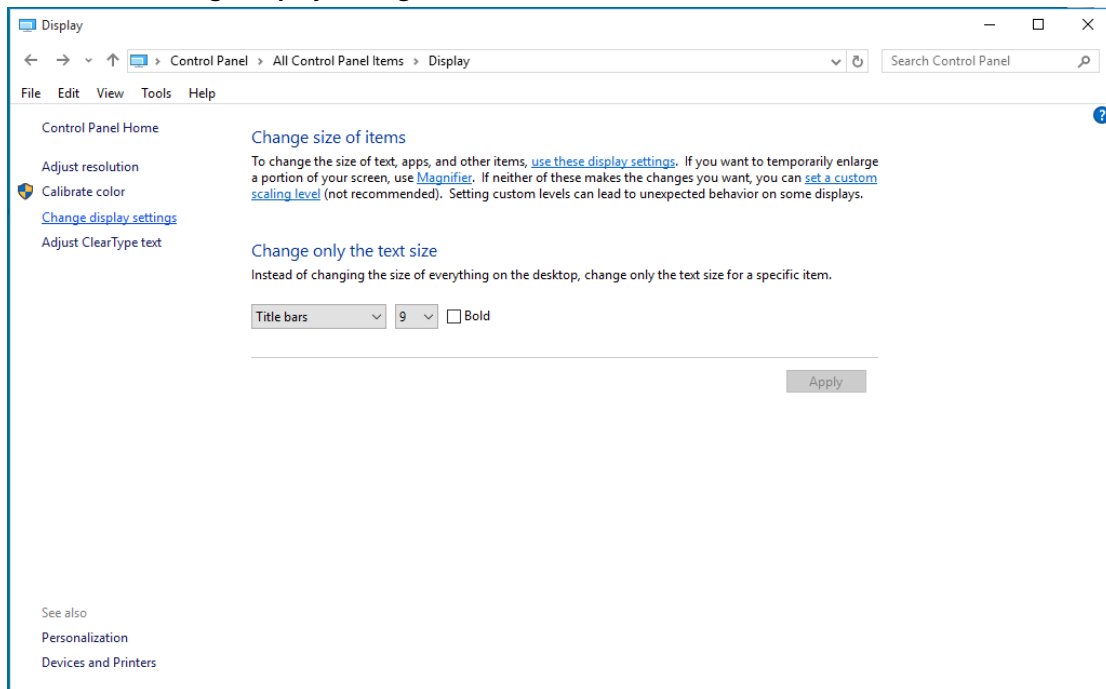 Display
Control Panel > All Control Panel Items > Display
Search Control Panel
File Edit View Tools Help
Control Panel Home
Adjust resolution
Calibrate color
Change display settings
Adjust ClearType text
Change size of items
To change the size of text, apps, and other items, use these display settings. If you want to temporarily enlarge
a portion of your screen, use Magnifier. If neither of these makes the changes you want, you can set a custom
scaling level (not recommended). Setting custom levels can lead to unexpected behavior on some displays.
Change only the text size
Instead of changing the size of everything on the desktop, change only the text size for a specific item.
Title bars 9 Bold
Apply
See also
Personalization
Devices and Printers